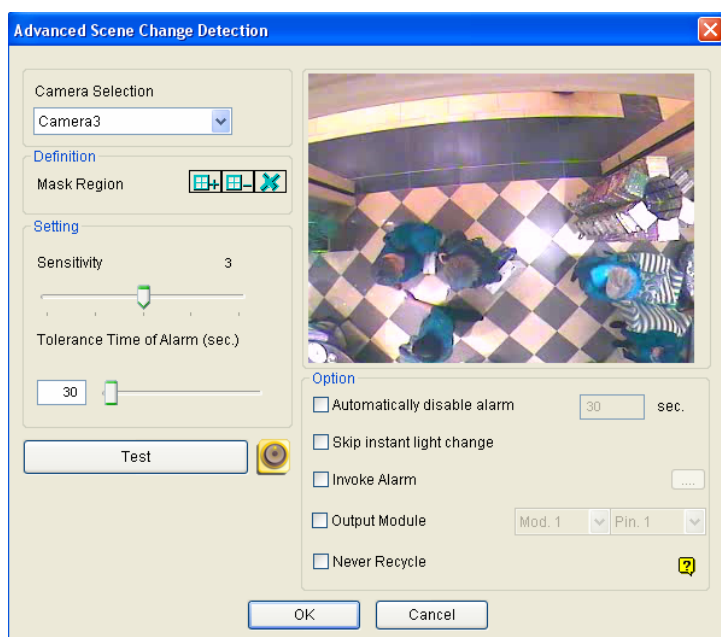 Advanced Scene Change Detection
Camera Selection
Camera3
Definition
Mask Region
Setting
Sensitivity 3
Tolerance Time of Alarm (sec.)
30
Test
Option
Automatically disable alarm 30 sec.
Skip instant light change
Invoke Alarm ....
Output Module Mod. 1 Pin. 1
Never Recycle ?
OK Cancel